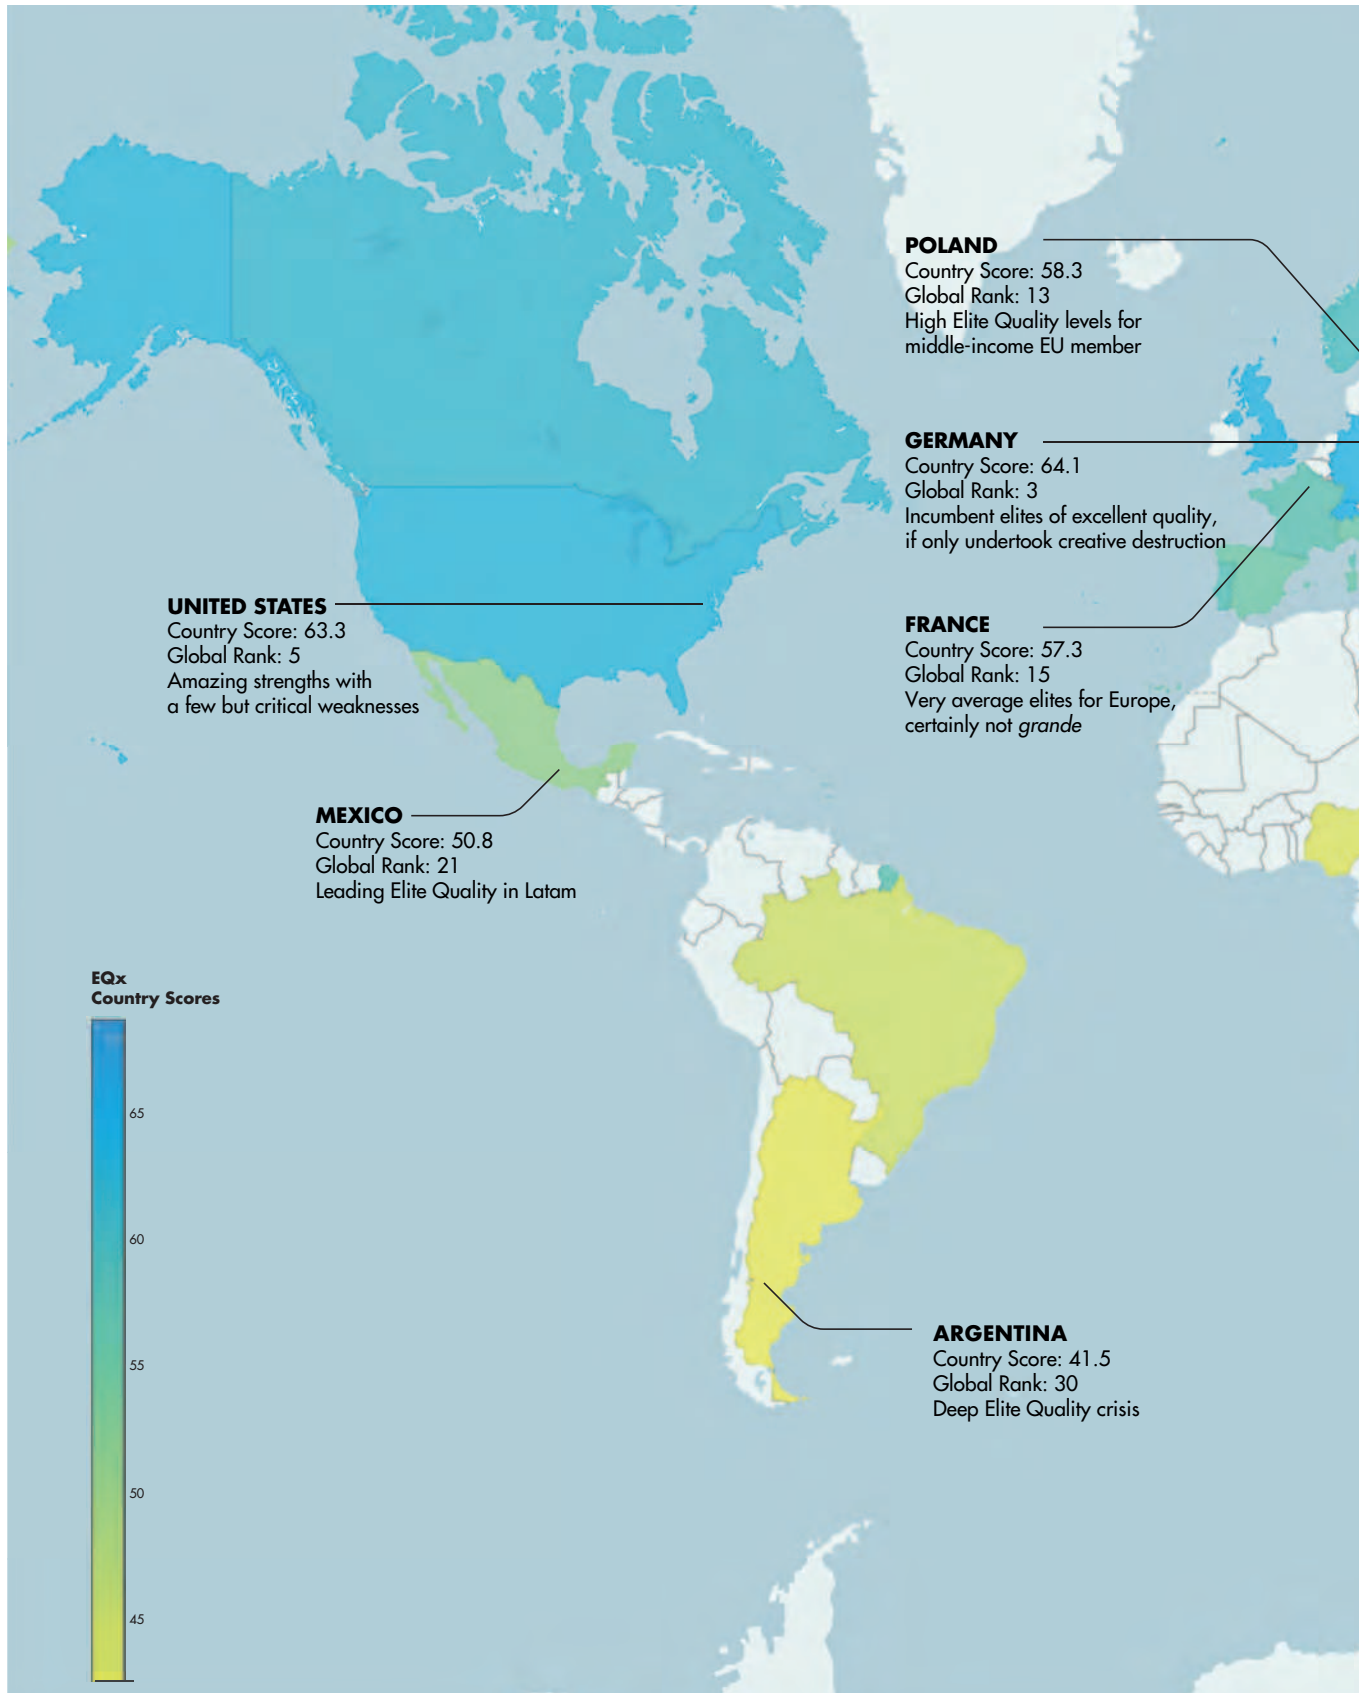 POLAND
Country Score: 58.3
Global Rank: 13
High Elite Quality levels for
middle-income EU member
GERMANY
Country Score: 64.1
Global Rank: 3
Incumbent elites of excellent quality,
if only undertook creative destruction
UNITED STATES
Country Score: 63.3
Global Rank: 5
Amazing strengths with
a few but critical weaknesses
FRANCE
Country Score: 57.3
Global Rank: 15
Very average elites for Europe,
certainly not grande
MEXICO
Country Score: 50.8
Global Rank: 21
Leading Elite Quality in Latam
EQx
Country Scores
65
60
55
50
45
ARGENTINA
Country Score: 41.5
Global Rank: 30
Deep Elite Quality crisis